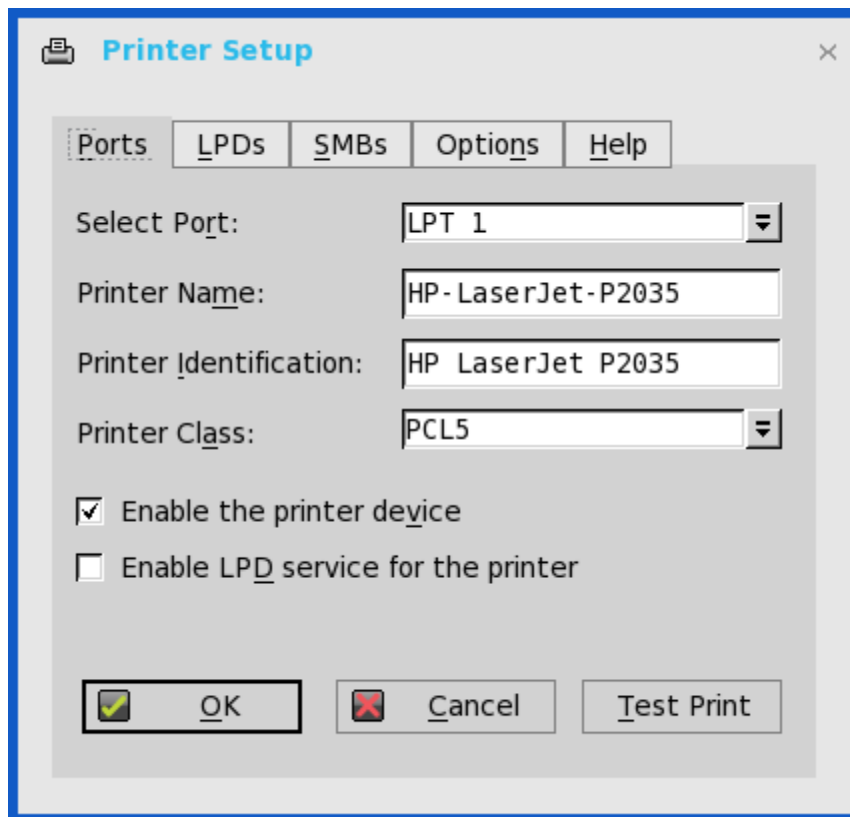 Printer Setup
Ports LPDs SMBs Options Help
Select Port: LPT 1
Printer Name: HP-LaserJet-P2035
Printer Identification: HP LaserJet P2035
Printer Class: PCL5
Enable the printer device
Enable LPD service for the printer
OK Cancel Test Print